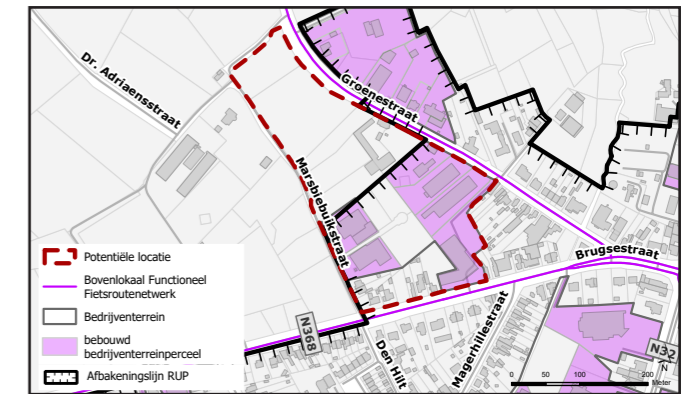 Dr. Adriaensstraat
Groenestraat
Marsbiebuikstraat
Brugsestraat
N368
Den Hilt
Magerhillestraat
N32
N
0 50 100 200
Meter
Potentiële locatie
Bovenlokaal Functioneel
Fietsroutenetwerk
Bedrijventerrein
bebouwd
bedrijventerreinperceel
Afbakeningslijn RUP